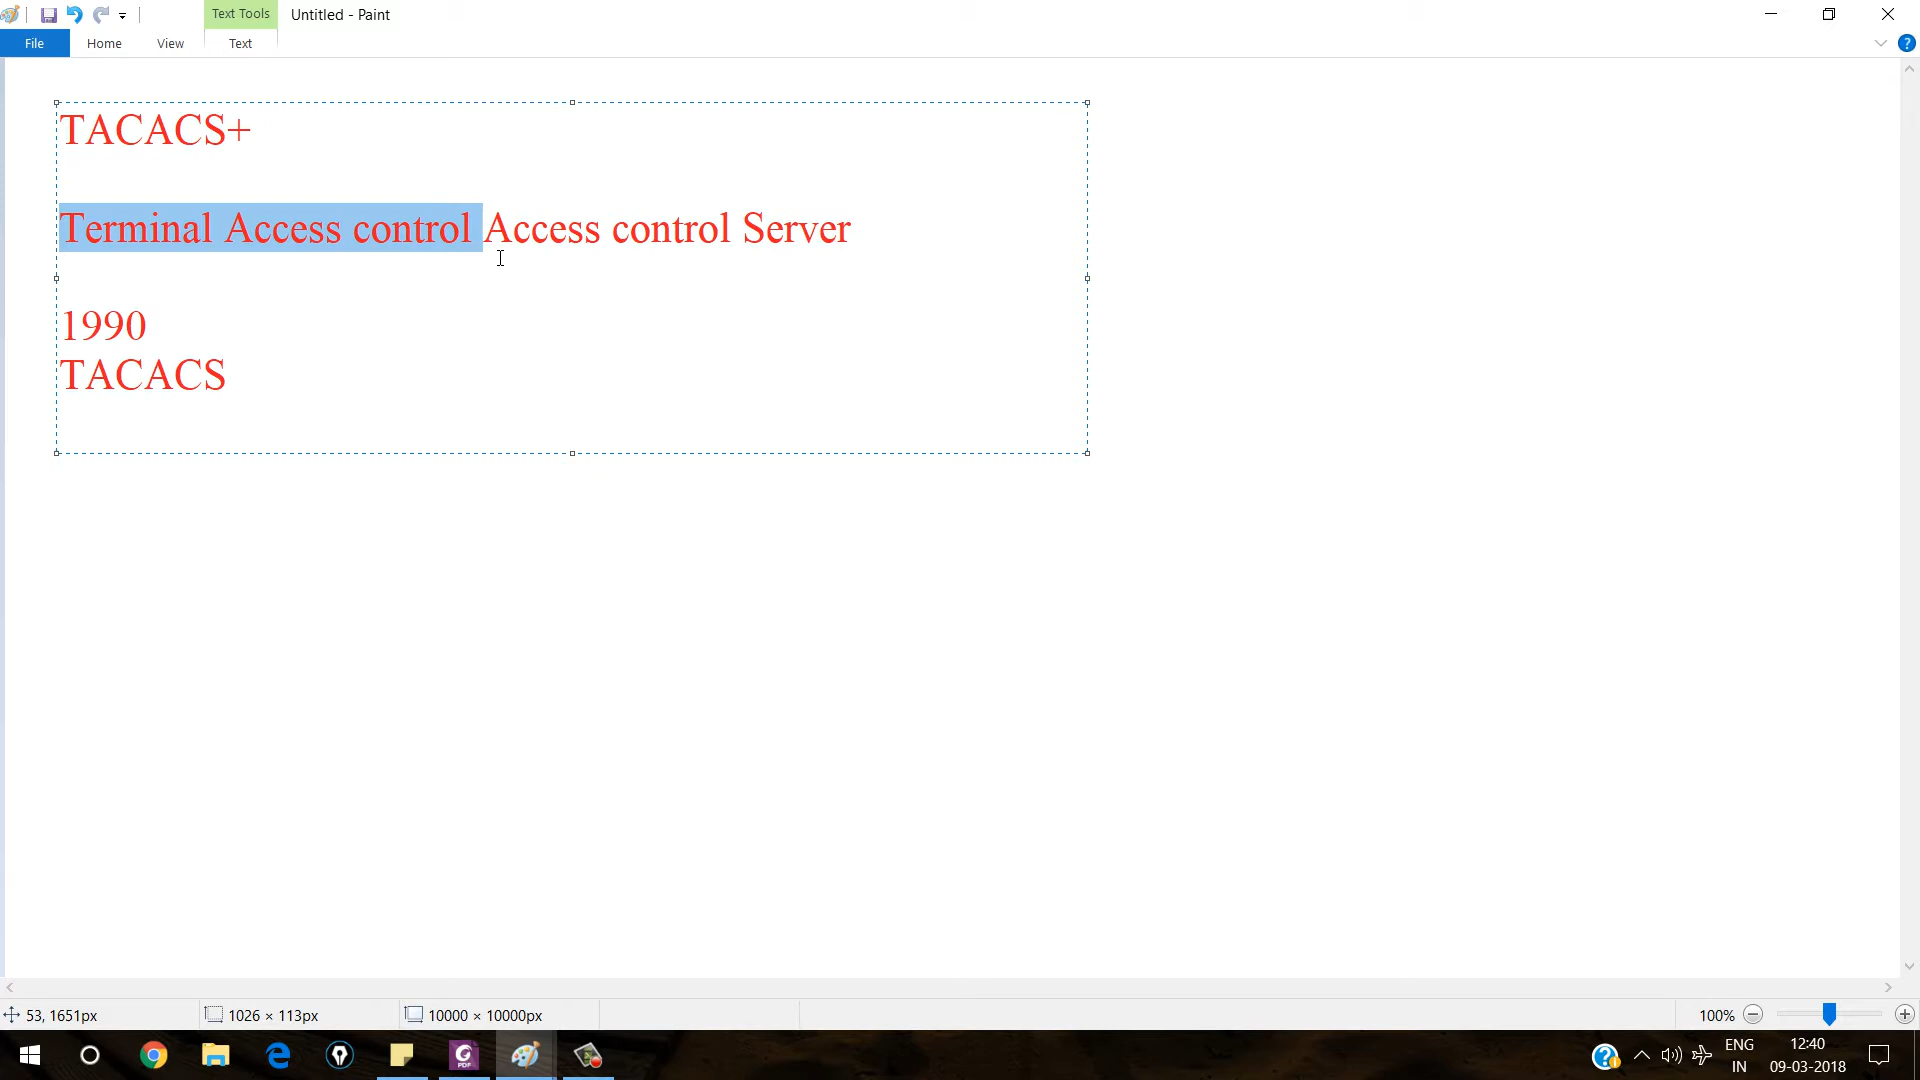 Text Tools
Untitled - Paint
File Home View Text
TACACS+
Terminal Access control Access control Server
1990
TACACS
53, 1651px
1026 × 113px
10000 × 10000px
100%
ENG
IN
12:40
09-03-2018
PDF